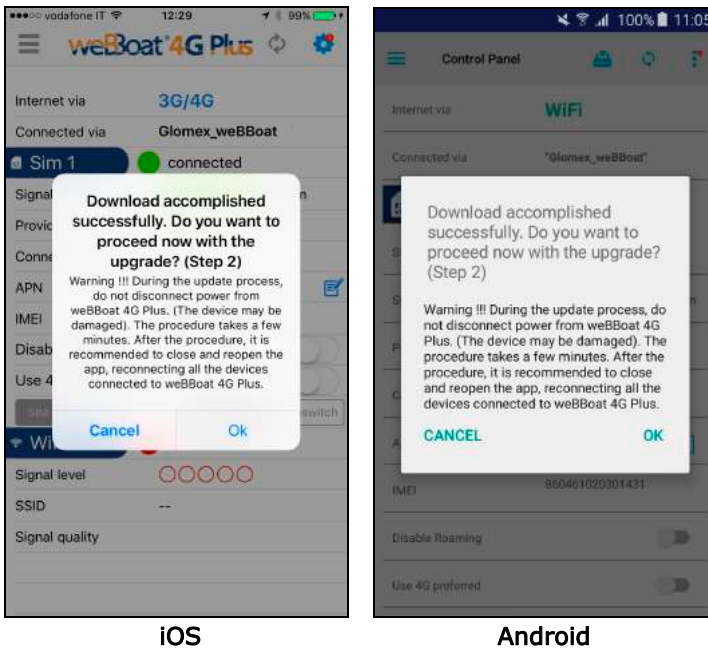 vodafone IT 12:29 99%
weBBoat 4G Plus
Internet via 3G/4G
Connected via Glomex_weBBoat
Sim 1 connected
Signal
Provid
Conne
APN
IMEI
Disab
Use 4
SIM switch
Download accomplished
successfully. Do you want to
proceed now with the
upgrade? (Step 2)
Warning !!! During the update process,
do not disconnect power from
weBBoat 4G Plus. (The device may be
damaged). The procedure takes a few
minutes. After the procedure, it is
recommended to close and reopen the
app, reconnecting all the devices
connected to weBBoat 4G Plus.
Cancel Ok
Wi
Signal level
SSID --
Signal quality
iOS
100% 11:05
Control Panel
Internet via WiFi
Connected via "Glomex_weBBoat"
Download accomplished
successfully. Do you want to
proceed now with the upgrade?
(Step 2)
Warning !!! During the update process, do
not disconnect power from weBBoat 4G
Plus. (The device may be damaged). The
procedure takes a few minutes. After the
procedure, it is recommended to close
and reopen the app, reconnecting all the
devices connected to weBBoat 4G Plus.
CANCEL OK
IMEI 860461020301431
Disable Roaming
Use 4G preferred
Android